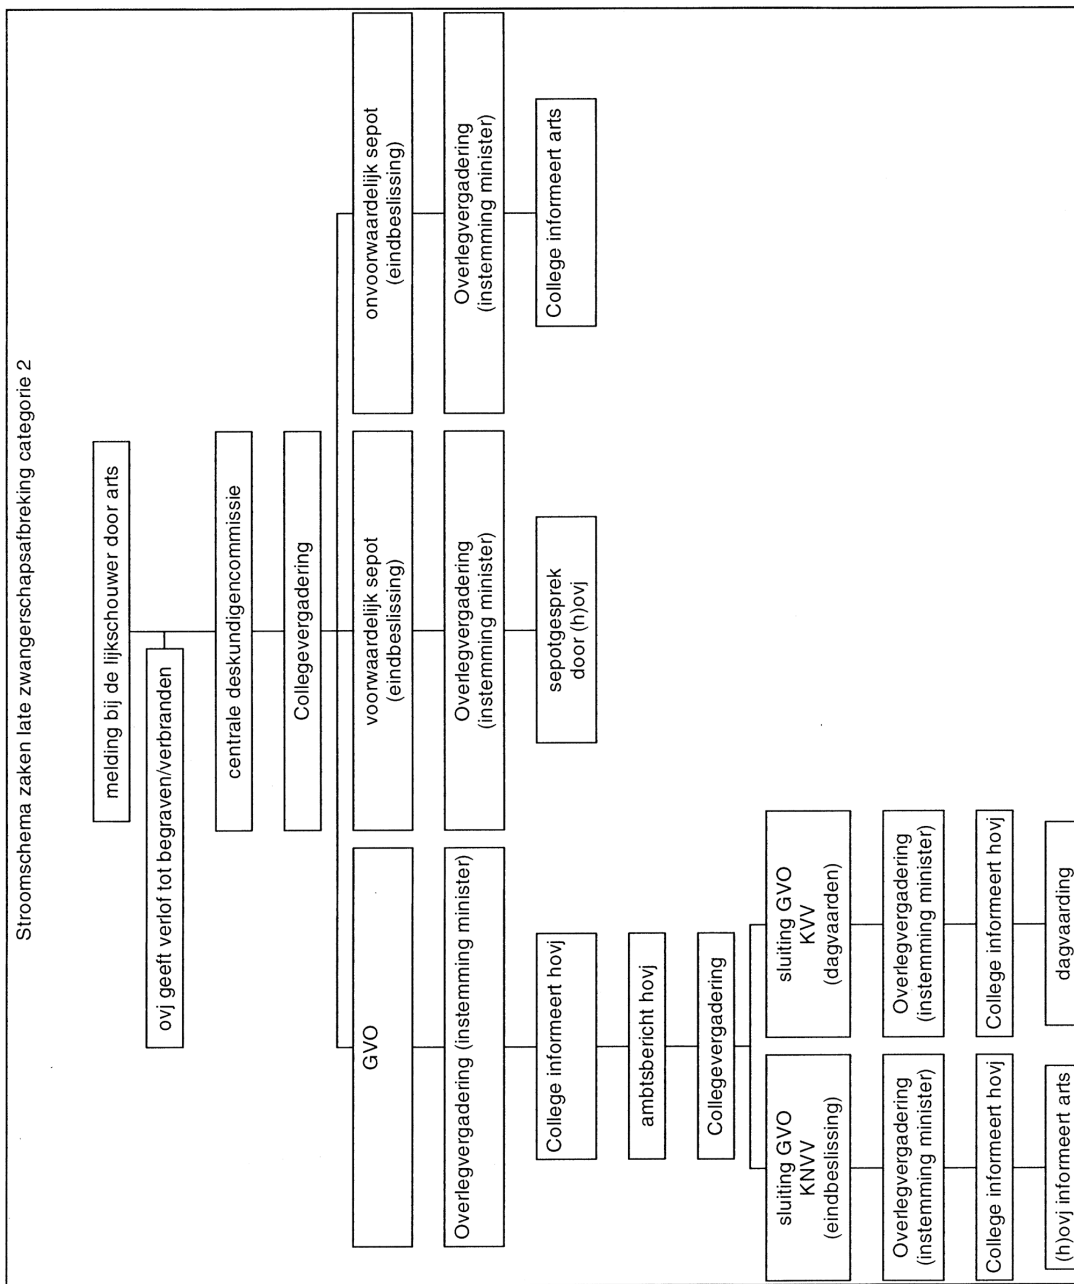 Stroomschema zaken late zwangerschapsafbreking categorie 2
melding bij de lijkschouwer door arts
ovj geeft verlof tot begraven/verbranden
centrale deskundigencommissie
Collegevergadering
GVO
Overlegvergadering (instemming minister)
College informeert hovj
ambtsbericht hovj
Collegevergadering
sluiting GVO
KNVV
(eindbeslissing)
Overlegvergadering
(instemming minister)
College informeert hovj
(h)ovj informeert arts
sluiting GVO
KVV
(dagvaarden)
Overlegvergadering
(instemming minister)
College informeert hovj
dagvaarding
voorwaardelijk sepot
(eindbeslissing)
Overlegvergadering
(instemming minister)
sepotgesprek
door (h)ovj
onvoorwaardelijk sepot
(eindbeslissing)
Overlegvergadering
(instemming minister)
College informeert arts